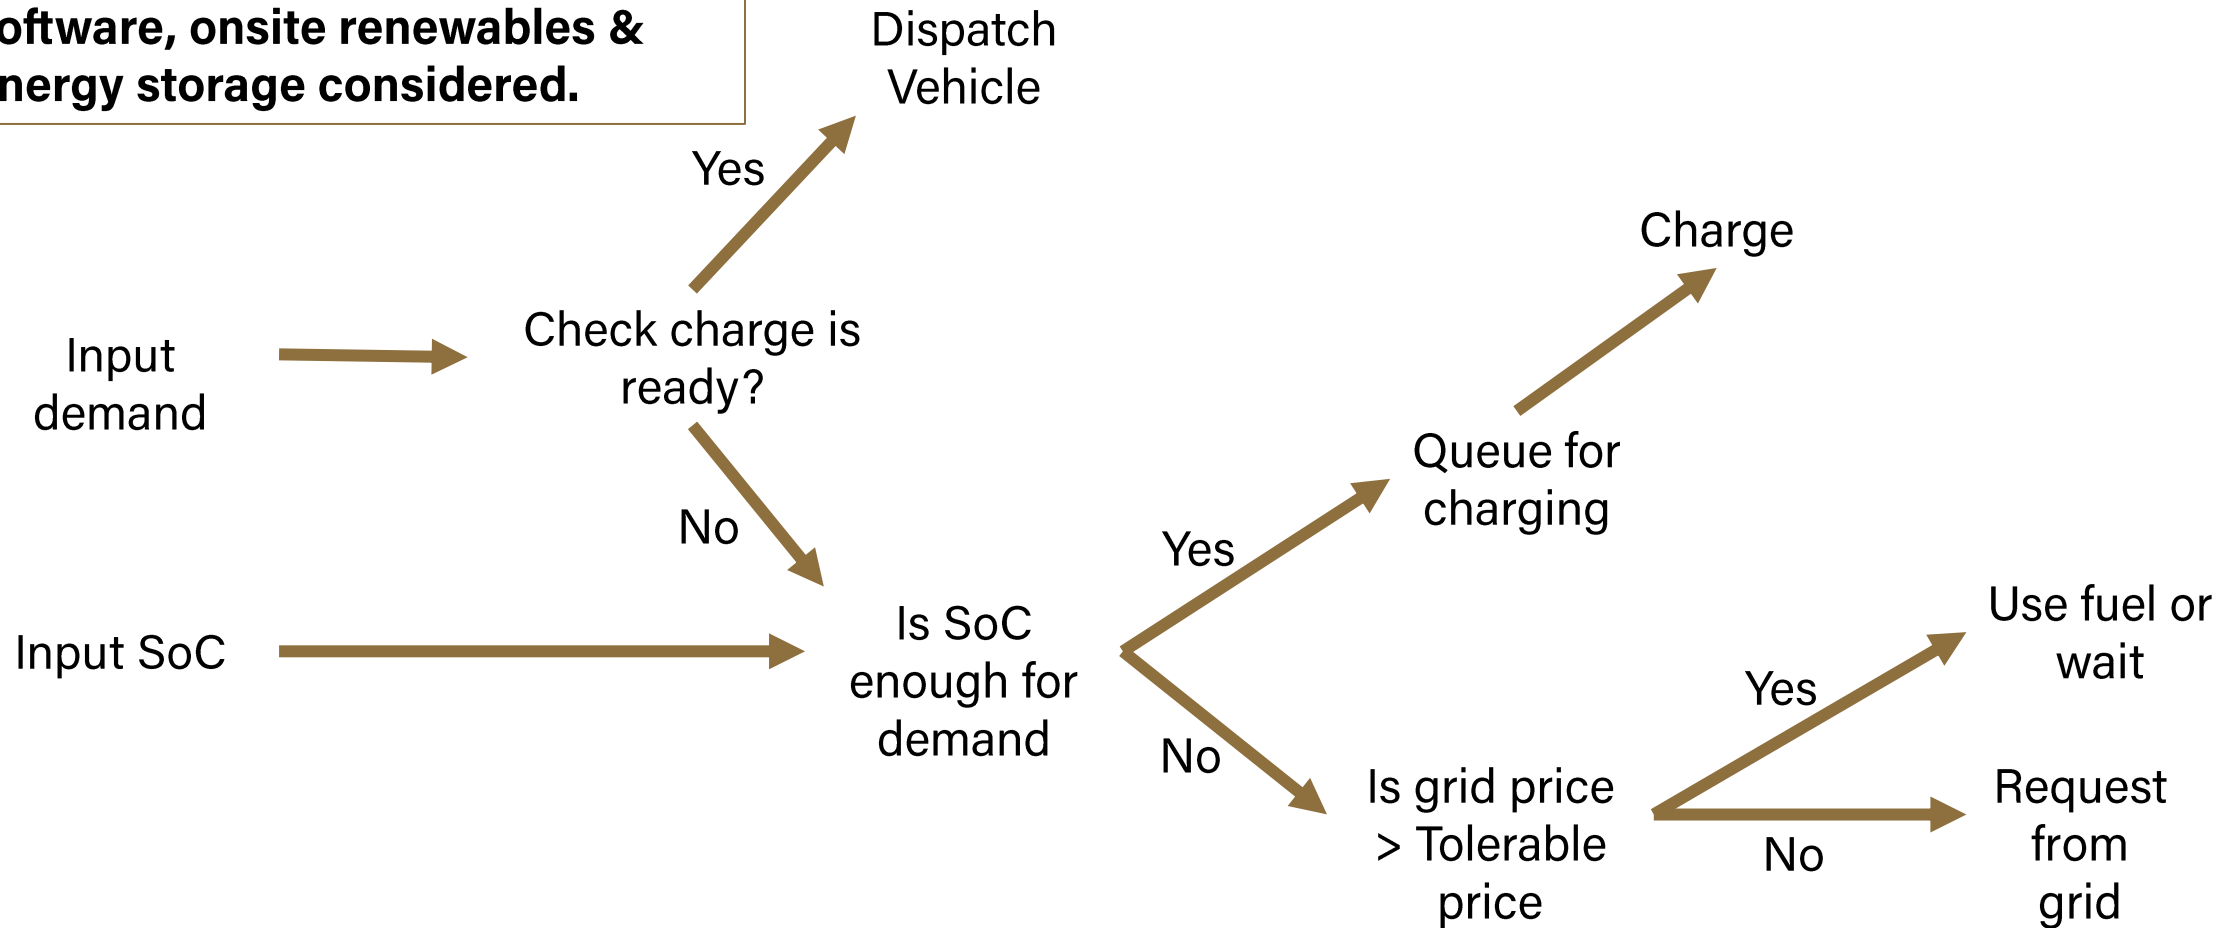 oftware, onsite renewables &
nergy storage considered.
Dispatch
Vehicle
Yes
Charge
Check charge is
ready?
Input
demand
No
Queue for
charging
Yes
Input SoC
Is SoC
enough for
demand
Use fuel or
wait
Yes
No
Is grid price
> Tolerable
price
Request
from
grid
No